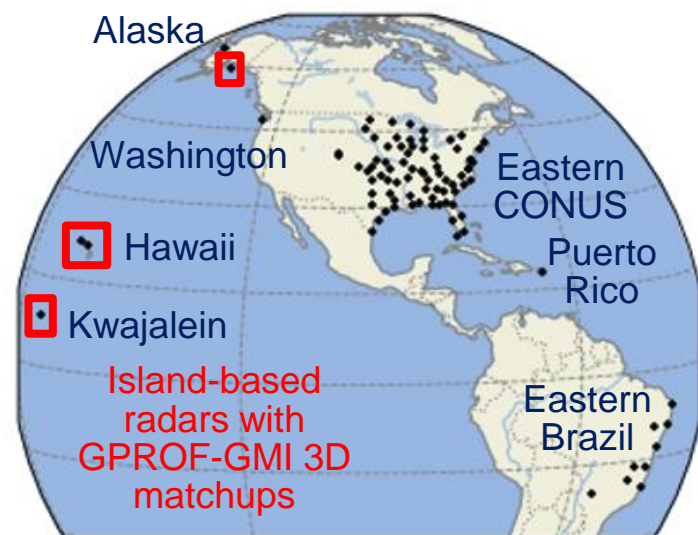 Alaska
Washington
Eastern
CONUS
Hawaii
Puerto
Rico
Kwajalein
Island-based
radars with
GPROF-GMI 3D
matchups
Eastern
Brazil